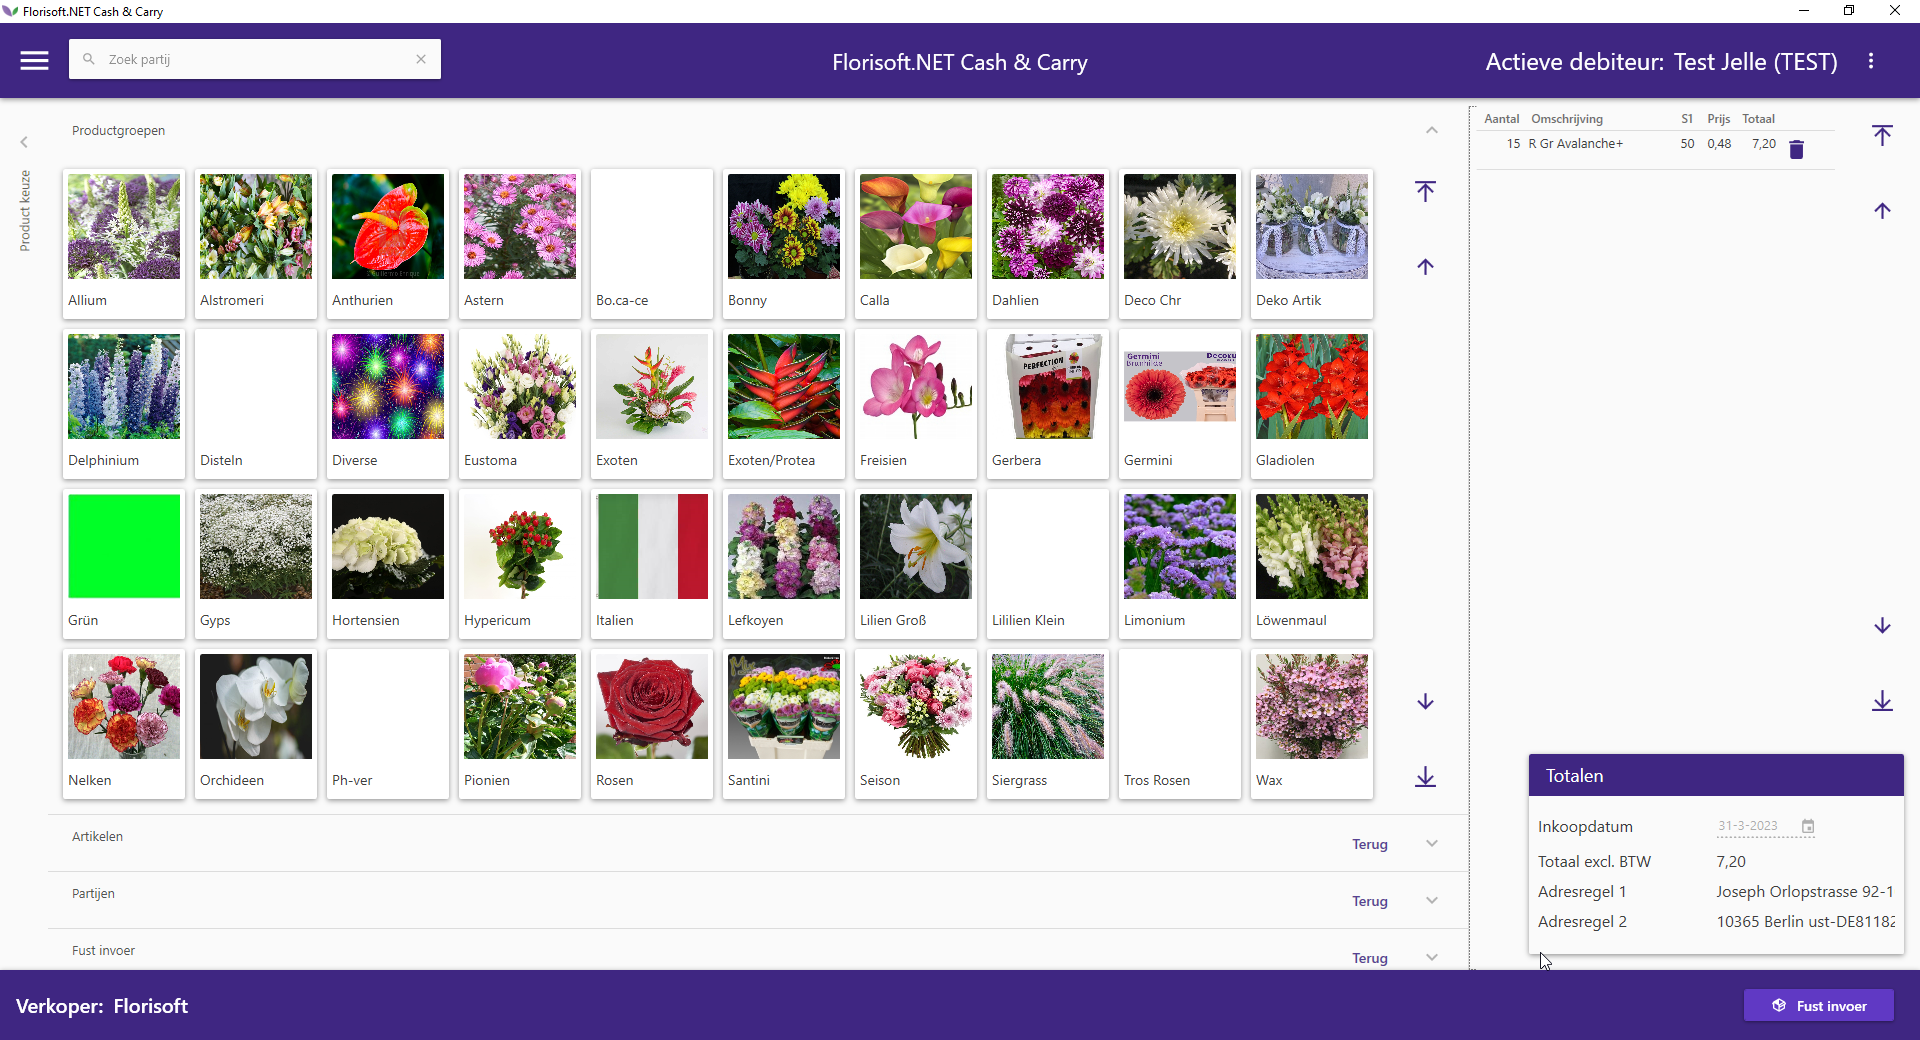 Florisoft.NET Cash & Carry
Zoek partij
Florisoft.NET Cash & Carry
Actieve debiteur: Test Jelle (TEST)
Product keuze
Productgroepen
Allium
Alstromeri
Anthurien
Astern
Bo.ca-ce
Bonny
Calla
Dahlien
Deco Chr
Deko Artik
Delphinium
Disteln
Diverse
Eustoma
Exoten
Exoten/Protea
Freisien
PERFECTION
Gerbera
Germini
Brunhilde
Decoru
Germini
Gladiolen
Grün
Gyps
Hortensien
Hypericum
Italien
Lefkoyen
Lilien Groß
Lililien Klein
Limonium
Löwenmaul
Nelken
Orchideen
Ph-ver
Pionien
Rosen
Santini
Seison
Siergrass
Tros Rosen
Wax
Artikelen
Terug
Partijen
Terug
Fust invoer
Terug
Aantal Omschrijving S1 Prijs Totaal
15 R Gr Avalanche+ 50 0,48 7,20
Totalen
Inkoopdatum 31-3-2023
Totaal excl. BTW 7,20
Adresregel 1 Joseph Orlopstrasse 92-1
Adresregel 2 10365 Berlin ust-DE81182
Verkoper: Florisoft
Fust invoer